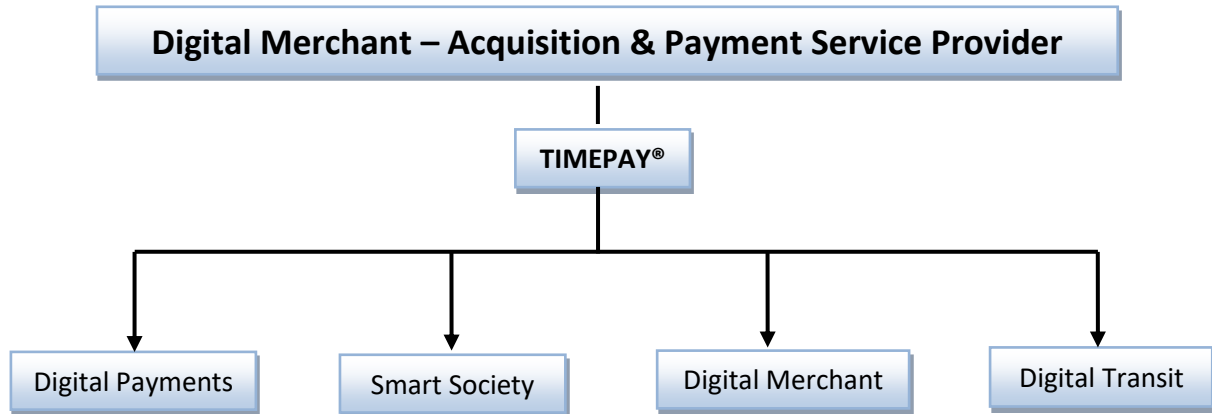 Digital Merchant – Acquisition & Payment Service Provider
TIMEPAY®
Digital Payments
Smart Society
Digital Merchant
Digital Transit